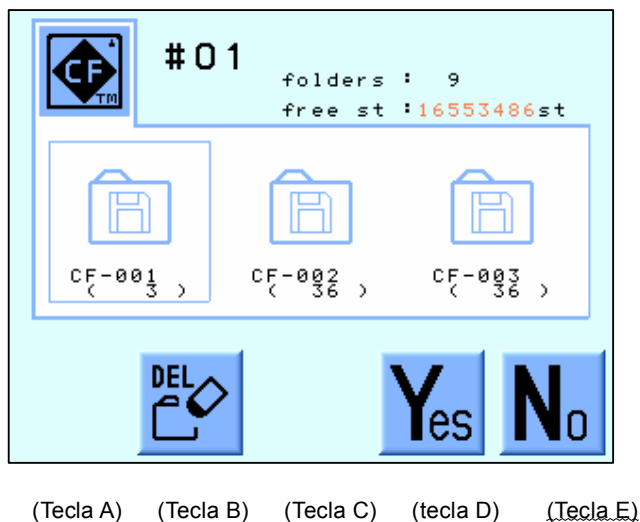 CF TM
#01
folders : 9
free st :16553486st
CF-001 CF-002 CF-003
( 3 ) ( 36 ) ( 36 )
DEL Yes No
(Tecla A) (Tecla B) (Tecla C) (tecla D) (Tecla E)